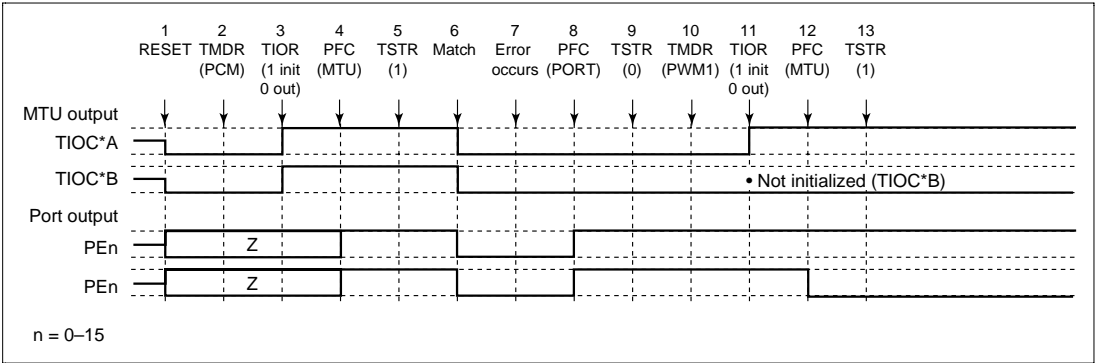 1 2 3 4 5 6 7 8 9 10 11 12 13
RESET TMDR TIOR PFC TSTR Match Error PFC TSTR TMDR TIOR PFC TSTR
(PCM) (1 init (MTU) (1) occurs (PORT) (0) (PWM1) (1 init (MTU) (1)
0 out) 0 out)
MTU output
TIOC*A
TIOC*B
• Not initialized (TIOC*B)
Port output
PEn Z
PEn Z
n = 0–15